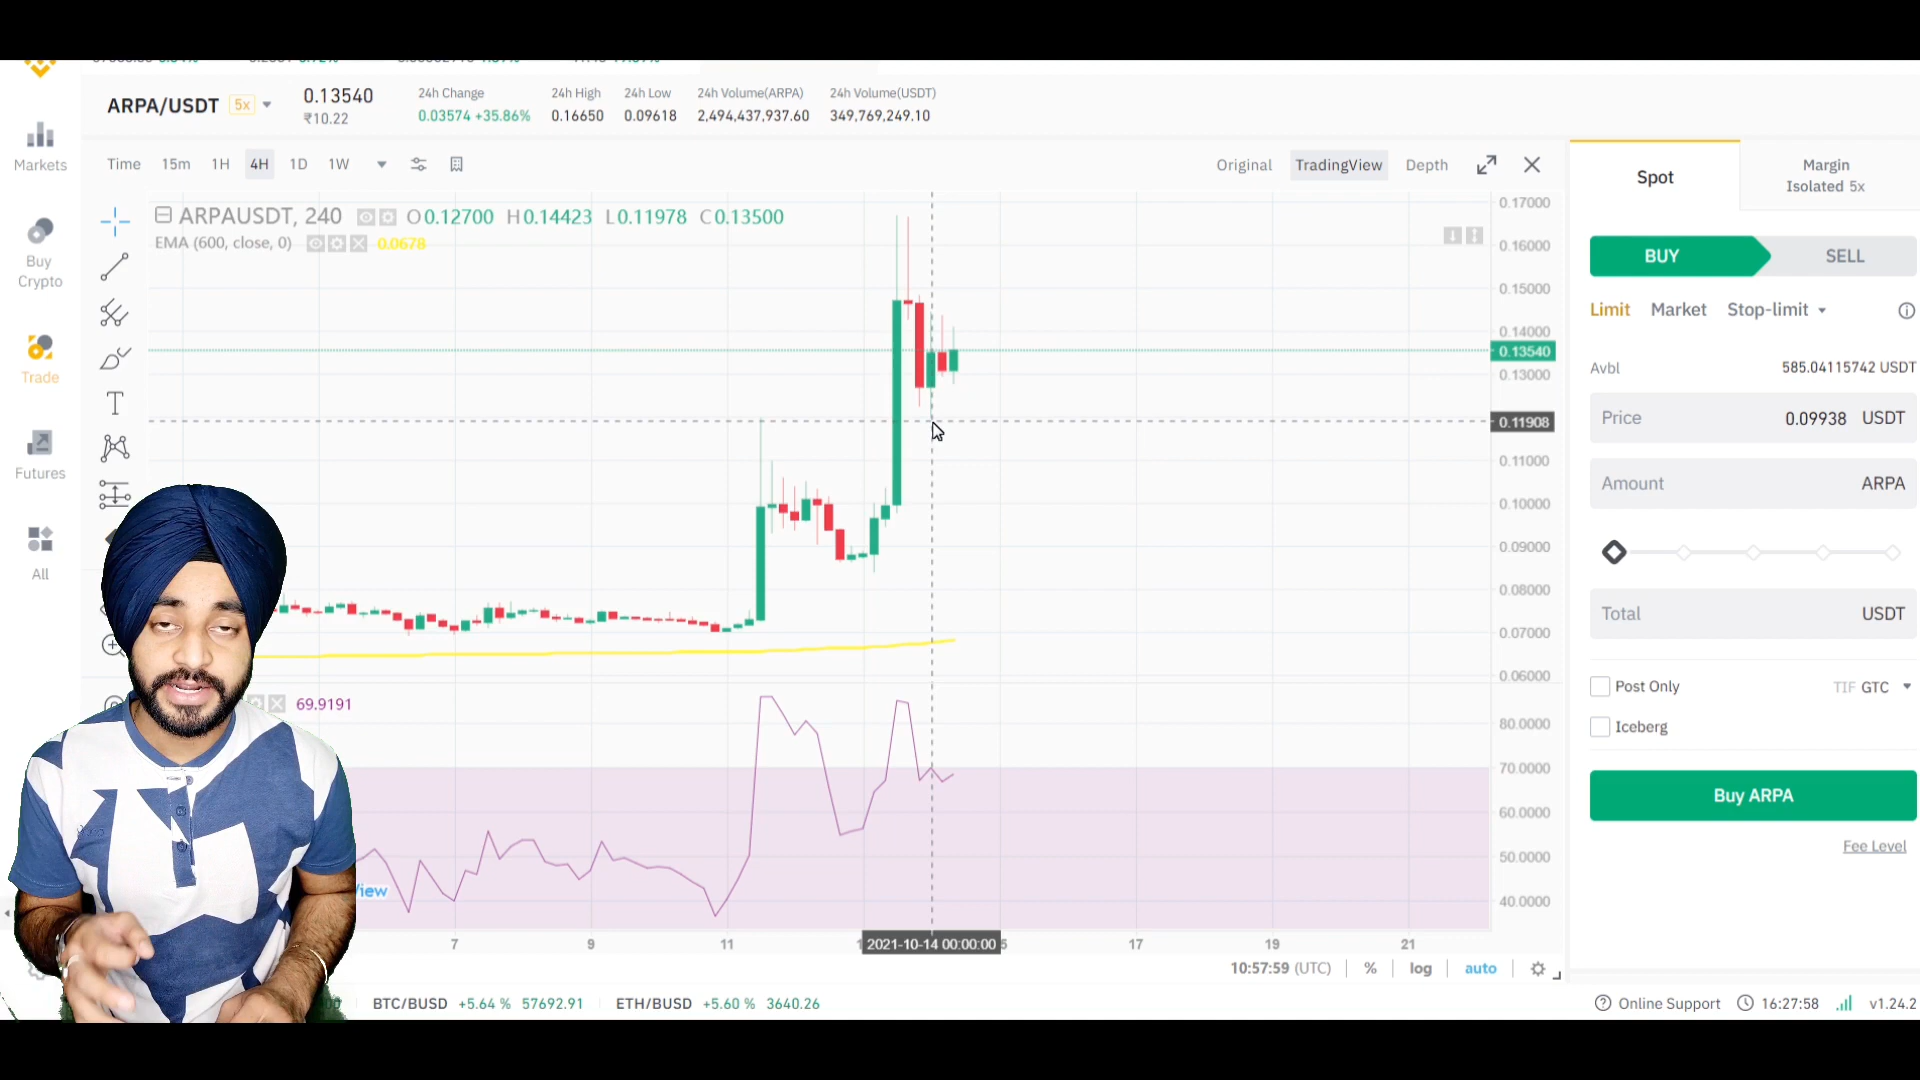 ARPA/USDT 5x
0.13540
₹10.22
24h Change
0.03574 +35.86%
24h High
0.16650
24h Low
0.09618
24h Volume(ARPA)
2,494,437,937.60
24h Volume(USDT)
349,769,249.10
Markets
Buy
Crypto
Trade
Futures
All
Time 15m 1H 4H 1D 1W
Original TradingView Depth
ARPAUSDT, 240 O0.12700 H0.14423 L0.11978 C0.13500
EMA (600, close, 0) 0.0678
0.17000
0.16000
0.15000
0.14000
0.13540
0.13000
0.11908
0.11000
0.10000
0.09000
0.08000
0.07000
0.06000
69.9191
80.0000
70.0000
60.0000
50.0000
40.0000
7 9 11 2021-10-14 00:00:00 17 19 21
10:57:59 (UTC) % log auto
BTC/BUSD +5.64 % 57692.91 ETH/BUSD +5.60 % 3640.26
Spot
Margin
Isolated 5x
BUY SELL
Limit Market Stop-limit
Avbl 585.04115742 USDT
Price 0.09938 USDT
Amount ARPA
Total USDT
Post Only TIF GTC
Iceberg
Buy ARPA
Fee Level
Online Support 16:27:58 v1.24.2